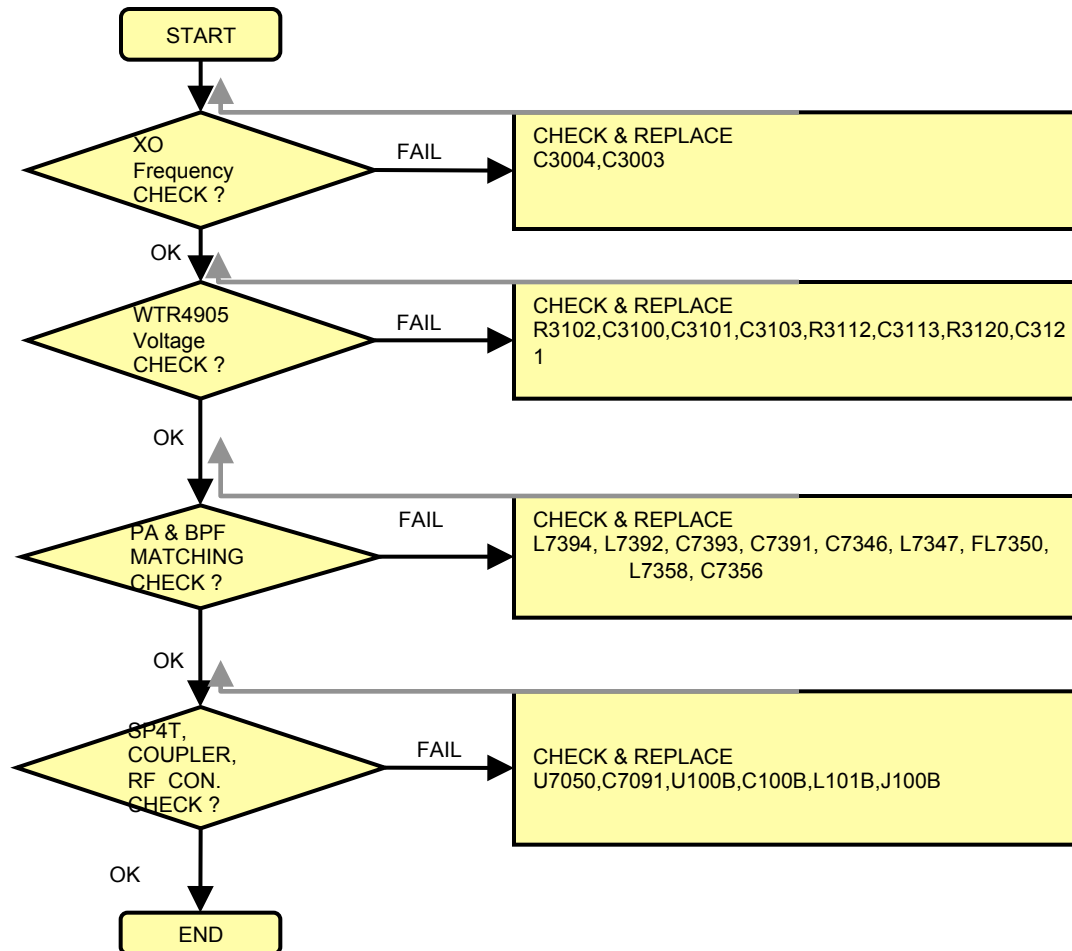 START
XO
Frequency
CHECK ?
FAIL
CHECK & REPLACE
C3004,C3003
OK
WTR4905
Voltage
CHECK ?
FAIL
CHECK & REPLACE
R3102,C3100,C3101,C3103,R3112,C3113,R3120,C312
1
OK
PA & BPF
MATCHING
CHECK ?
FAIL
CHECK & REPLACE
L7394, L7392, C7393, C7391, C7346, L7347, FL7350,
L7358, C7356
OK
SP4T,
COUPLER,
RF CON.
CHECK ?
FAIL
CHECK & REPLACE
U7050,C7091,U100B,C100B,L101B,J100B
OK
END